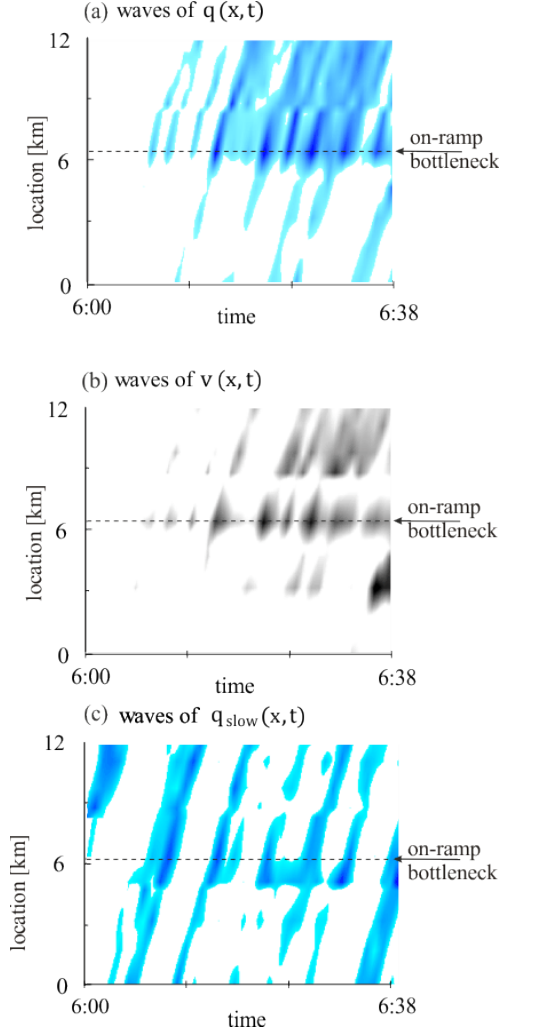 (a) waves of q (x, t)
12
location [km]
6
on-ramp
bottleneck
0
6:00
time
6:38
(b) waves of v (x, t)
12
location [km]
6
on-ramp
bottleneck
0
6:00
time
6:38
(c) waves of q slow (x, t)
12
location [km]
6
on-ramp
bottleneck
0
6:00
time
6:38